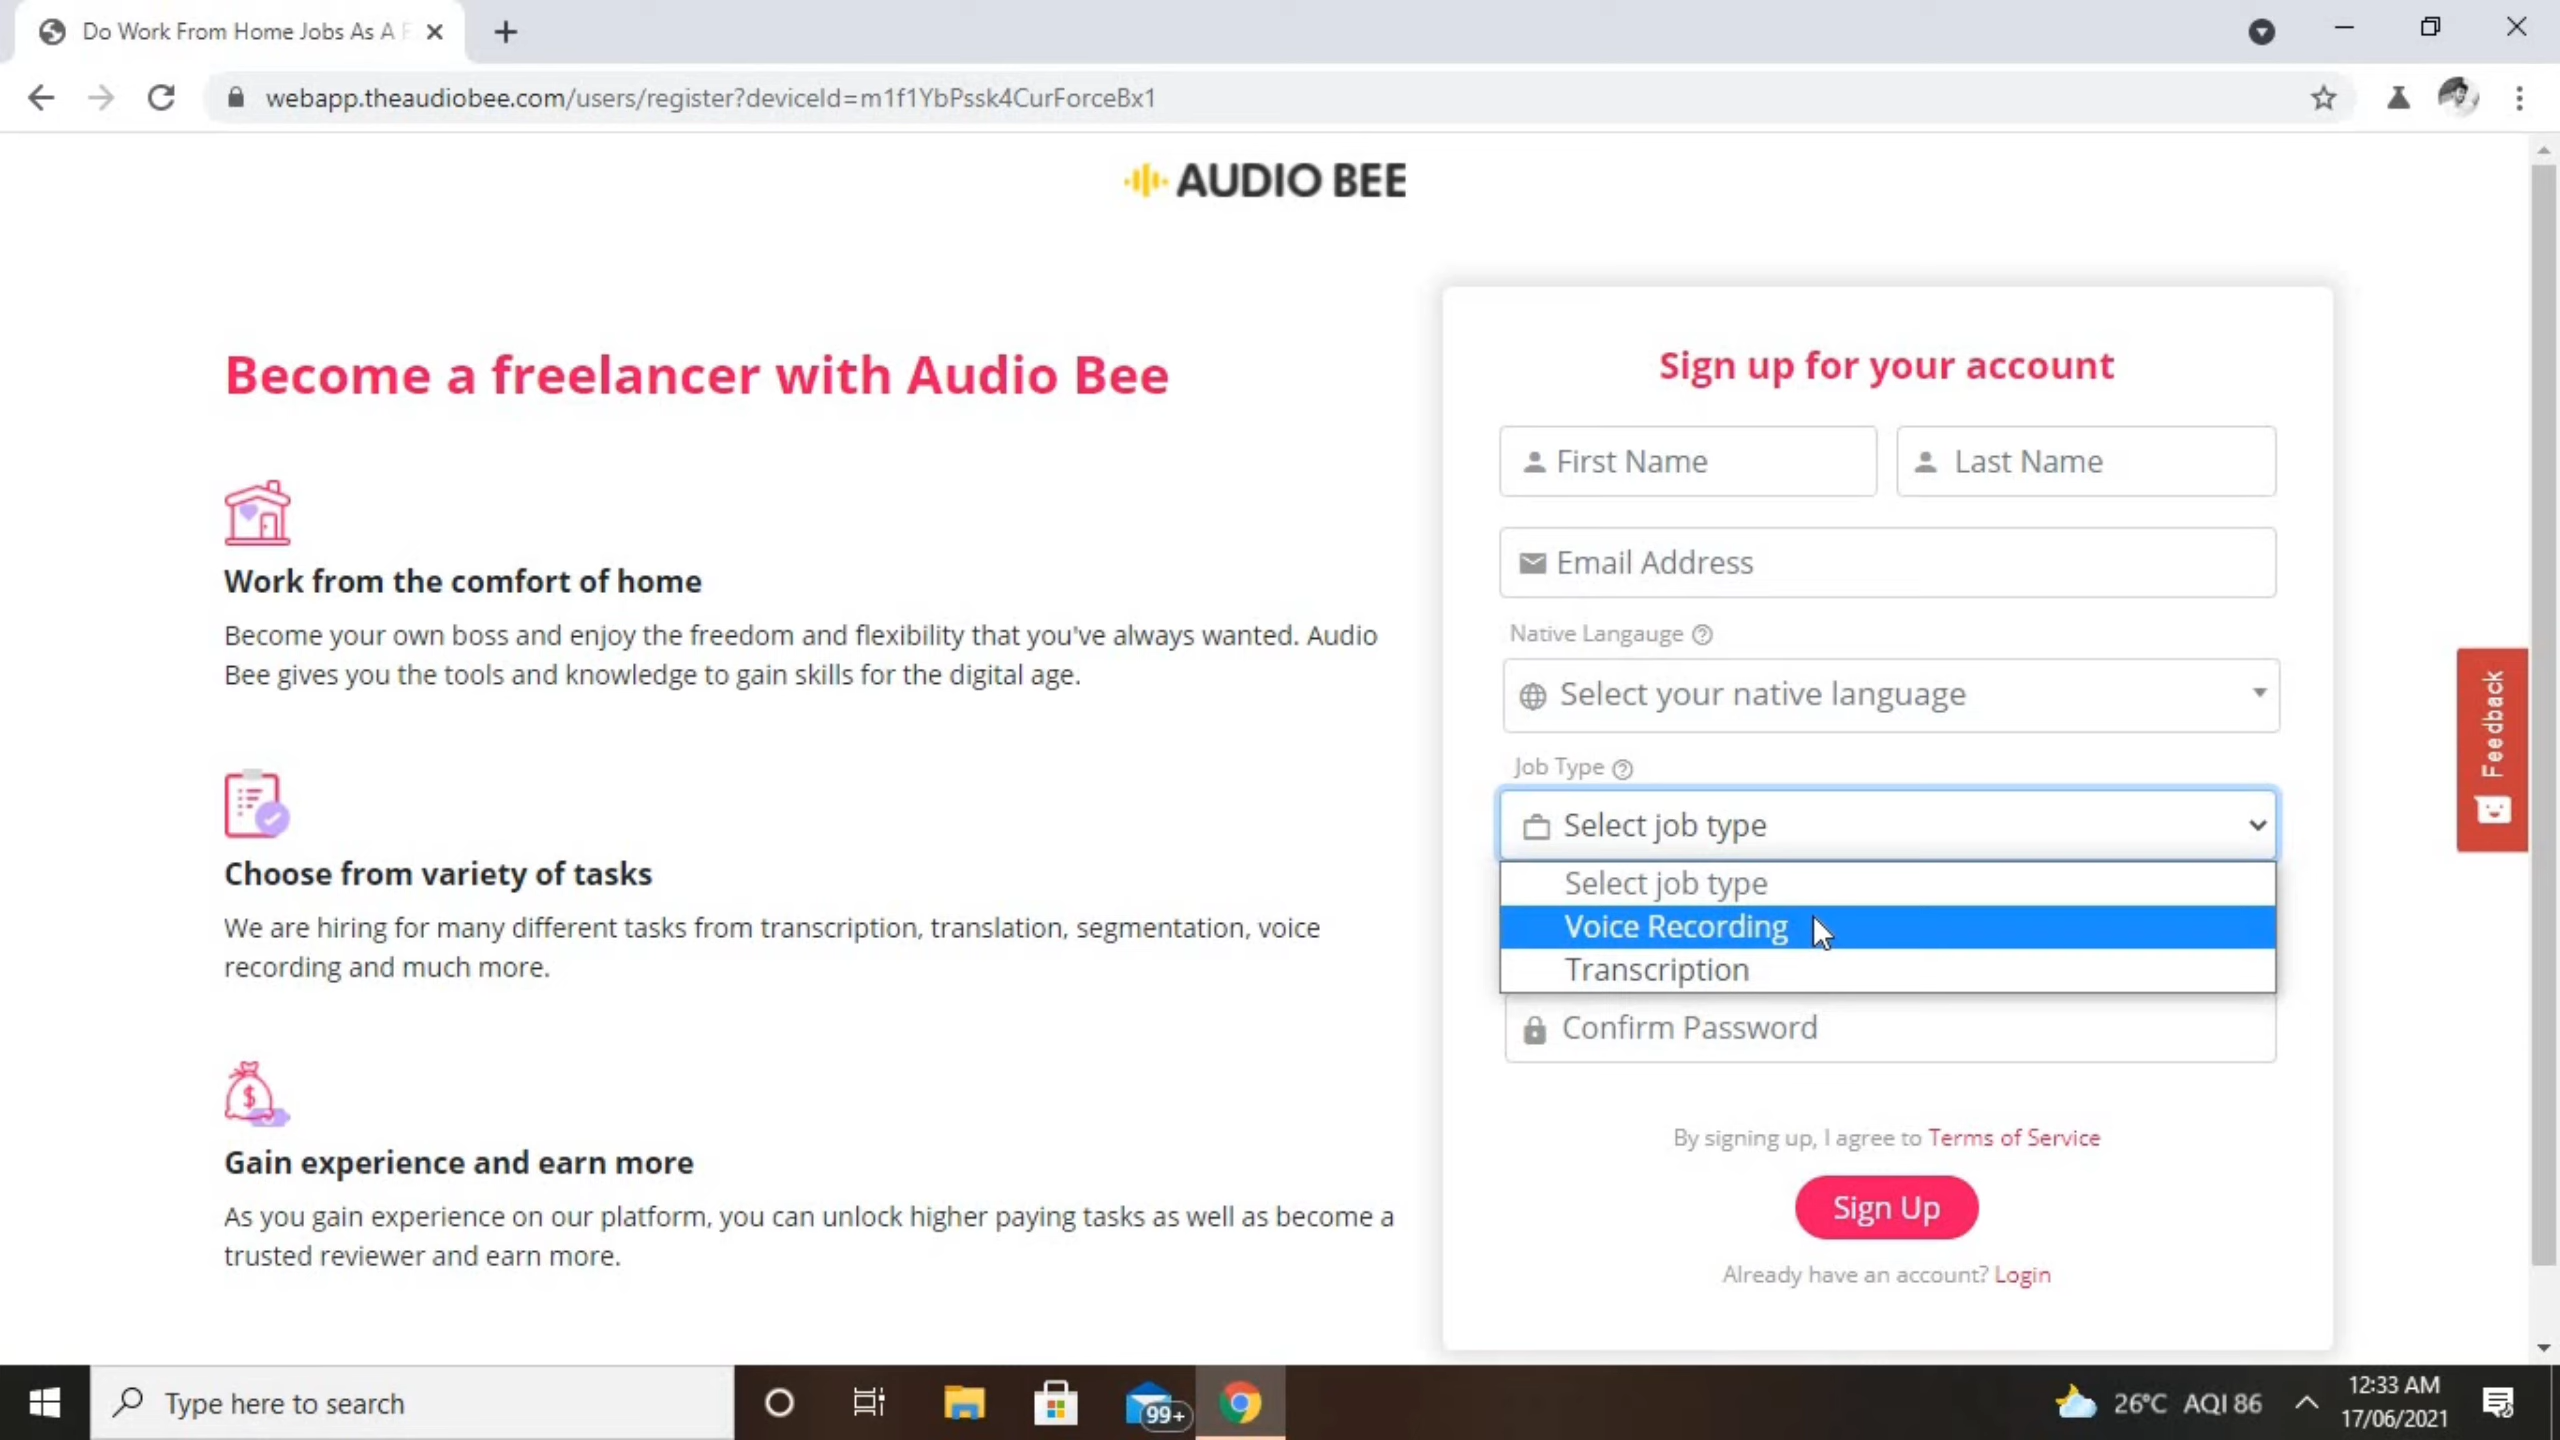 Do Work From Home Jobs As A F
webapp.theaudiobee.com/users/register?deviceId=m1f1YbPssk4CurForceBx1
AUDIO BEE
Become a freelancer with Audio Bee
Work from the comfort of home
Become your own boss and enjoy the freedom and flexibility that you've always wanted. Audio
Bee gives you the tools and knowledge to gain skills for the digital age.
Choose from variety of tasks
We are hiring for many different tasks from transcription, translation, segmentation, voice
recording and much more.
Gain experience and earn more
As you gain experience on our platform, you can unlock higher paying tasks as well as become a
trusted reviewer and earn more.
Sign up for your account
First Name
Last Name
Email Address
Native Langauge
Select your native language
Job Type
Select job type
Select job type
Voice Recording
Transcription
Confirm Password
By signing up, I agree to Terms of Service
Sign Up
Already have an account? Login
Feedback
Type here to search
99+
26°C AQI 86
12:33 AM
17/06/2021